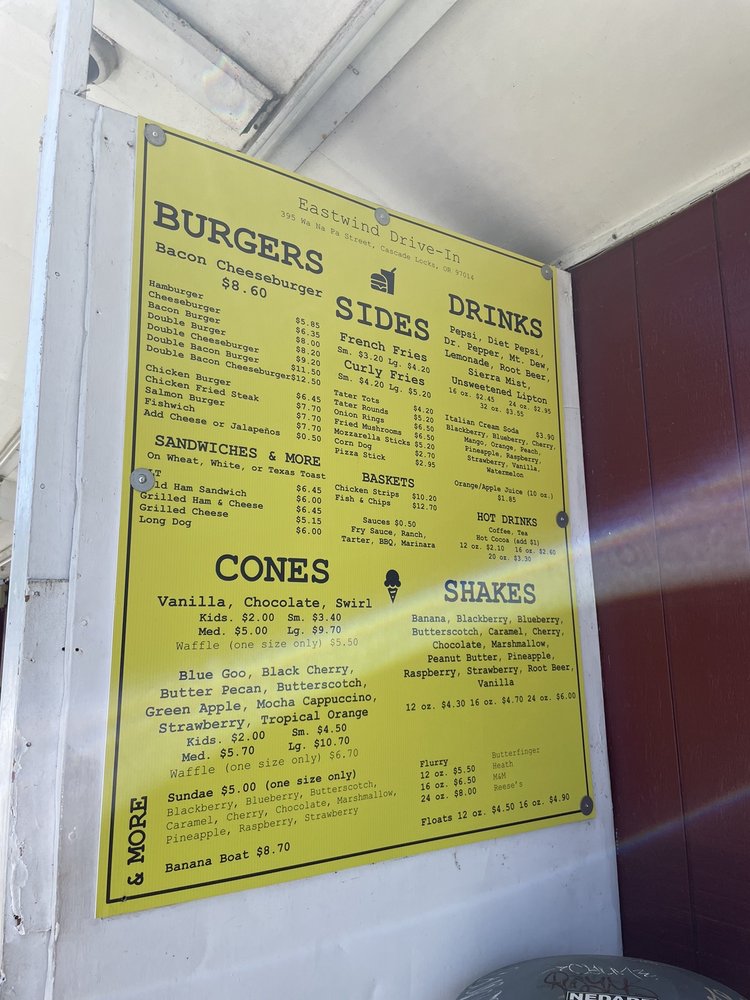 Eastwind Drive-In
395 Wa Na Pa Street, Cascade Locks, OR 97014
BURGERS
Bacon Cheeseburger
$8.60
Hamburger $5.85
Cheeseburger $6.35
Bacon Burger $8.00
Double Burger $8.20
Double Cheeseburger $9.20
Double Bacon Burger $11.50
Double Bacon Cheeseburger $12.50
Chicken Burger $6.45
Chicken Fried Steak $7.70
Salmon Burger $7.70
Fishwich $7.70
Add Cheese or Jalapeños $0.50
SANDWICHES & MORE
On Wheat, White, or Texas Toast
LT $6.45
ld Ham Sandwich $6.00
Grilled Ham & Cheese $6.45
Grilled Cheese $5.15
Long Dog $6.00
SIDES
French Fries
Sm. $3.20 Lg. $4.20
Curly Fries
Sm. $4.20 Lg. $5.20
Tater Tots $4.20
Tater Rounds $5.20
Onion Rings $6.50
Fried Mushrooms $6.50
Mozzarella Sticks $5.20
Corn Dog $2.70
Pizza Stick $2.95
BASKETS
Chicken Strips $10.20
Fish & Chips $12.70
Sauces $0.50
Fry Sauce, Ranch,
Tarter, BBQ, Marinara
DRINKS
Pepsi, Diet Pepsi,
Dr. Pepper, Mt. Dew,
Lemonade, Root Beer,
Sierra Mist,
Unsweetened Lipton
16 oz. $2.45 24 oz. $2.95
32 oz. $3.55
Italian Cream Soda $3.90
Blackberry, Blueberry, Cherry,
Mango, Orange, Peach,
Pineapple, Raspberry,
Strawberry, Vanilla,
Watermelon
Orange/Apple Juice (10 oz.)
$1.85
HOT DRINKS
Coffee, Tea
Hot Cocoa (add $1)
12 oz. $2.10 16 oz. $2.60
20 oz. $3.30
CONES
Vanilla, Chocolate, Swirl
Kids. $2.00 Sm. $3.40
Med. $5.00 Lg. $9.70
Waffle (one size only) $5.50
Blue Goo, Black Cherry,
Butter Pecan, Butterscotch,
Green Apple, Mocha Cappuccino,
Strawberry, Tropical Orange
Kids. $2.00 Sm. $4.50
Med. $5.70 Lg. $10.70
Waffle (one size only) $6.70
& MORE
Sundae $5.00 (one size only)
Blackberry, Blueberry, Butterscotch,
Caramel, Cherry, Chocolate, Marshmallow,
Pineapple, Raspberry, Strawberry
Banana Boat $8.70
SHAKES
Banana, Blackberry, Blueberry,
Butterscotch, Caramel, Cherry,
Chocolate, Marshmallow,
Peanut Butter, Pineapple,
Raspberry, Strawberry, Root Beer,
Vanilla
12 oz. $4.30 16 oz. $4.70 24 oz. $6.00
Flurry
12 oz. $5.50
16 oz. $6.50
24 oz. $8.00
Butterfinger
Heath
M&M
Reese's
Floats 12 oz. $4.50 16 oz. $4.90